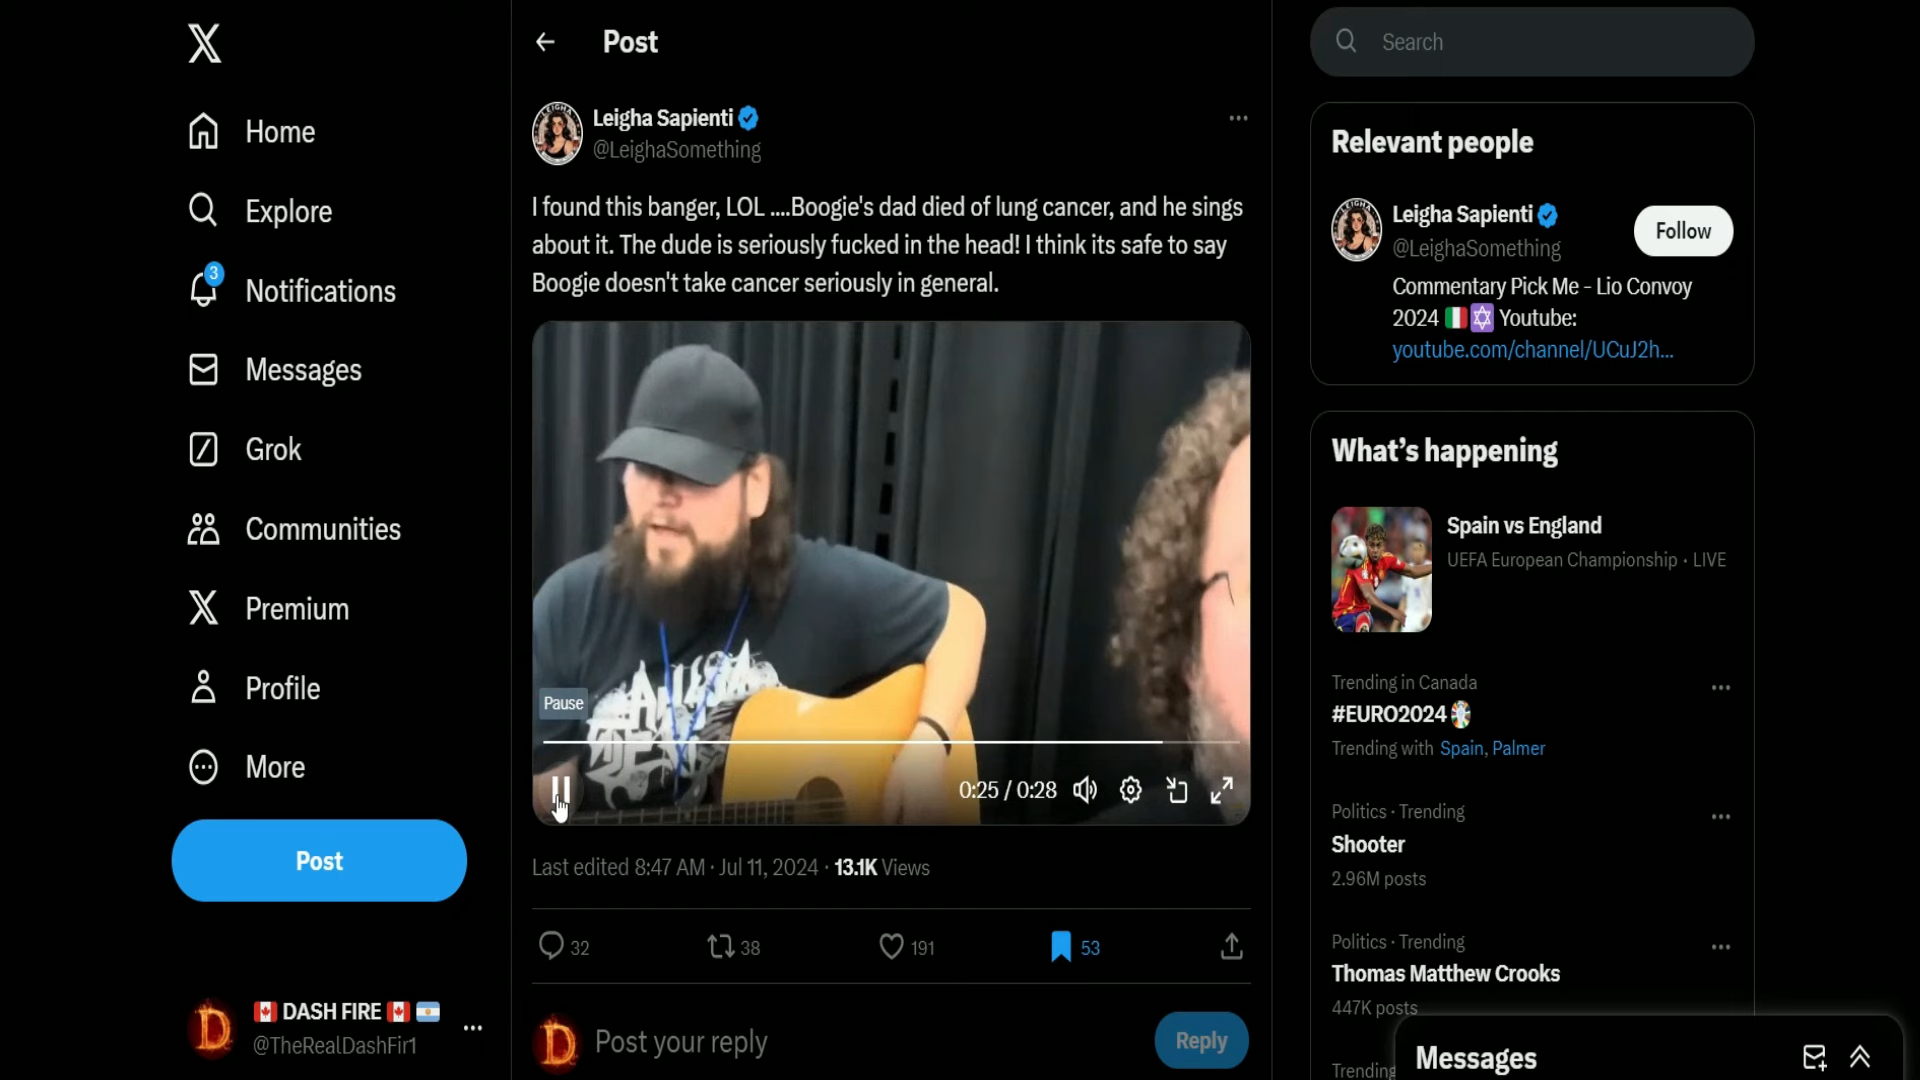 Home
Explore
3
Notifications
Messages
Grok
Communities
Premium
Profile
More
Post
DASH FIRE
@TheRealDashFir1
Post
Leigha Sapienti
@LeighaSomething
I found this banger, LOL ....Boogie's dad died of lung cancer, and he sings
about it. The dude is seriously fucked in the head! I think its safe to say
Boogie doesn't take cancer seriously in general.
Pause
0:25 / 0:28
Last edited 8:47 AM · Jul 11, 2024 · 13.1K Views
32
38
191
53
Post your reply
Reply
Search
Relevant people
Leigha Sapienti
@LeighaSomething
Follow
Commentary Pick Me - Lio Convoy
2024 Youtube:
youtube.com/channel/UCuJ2h...
What's happening
Spain vs England
UEFA European Championship · LIVE
Trending in Canada
#EURO2024
Trending with Spain, Palmer
Politics · Trending
Shooter
2.96M posts
Politics · Trending
Thomas Matthew Crooks
447K posts
Trending
Messages